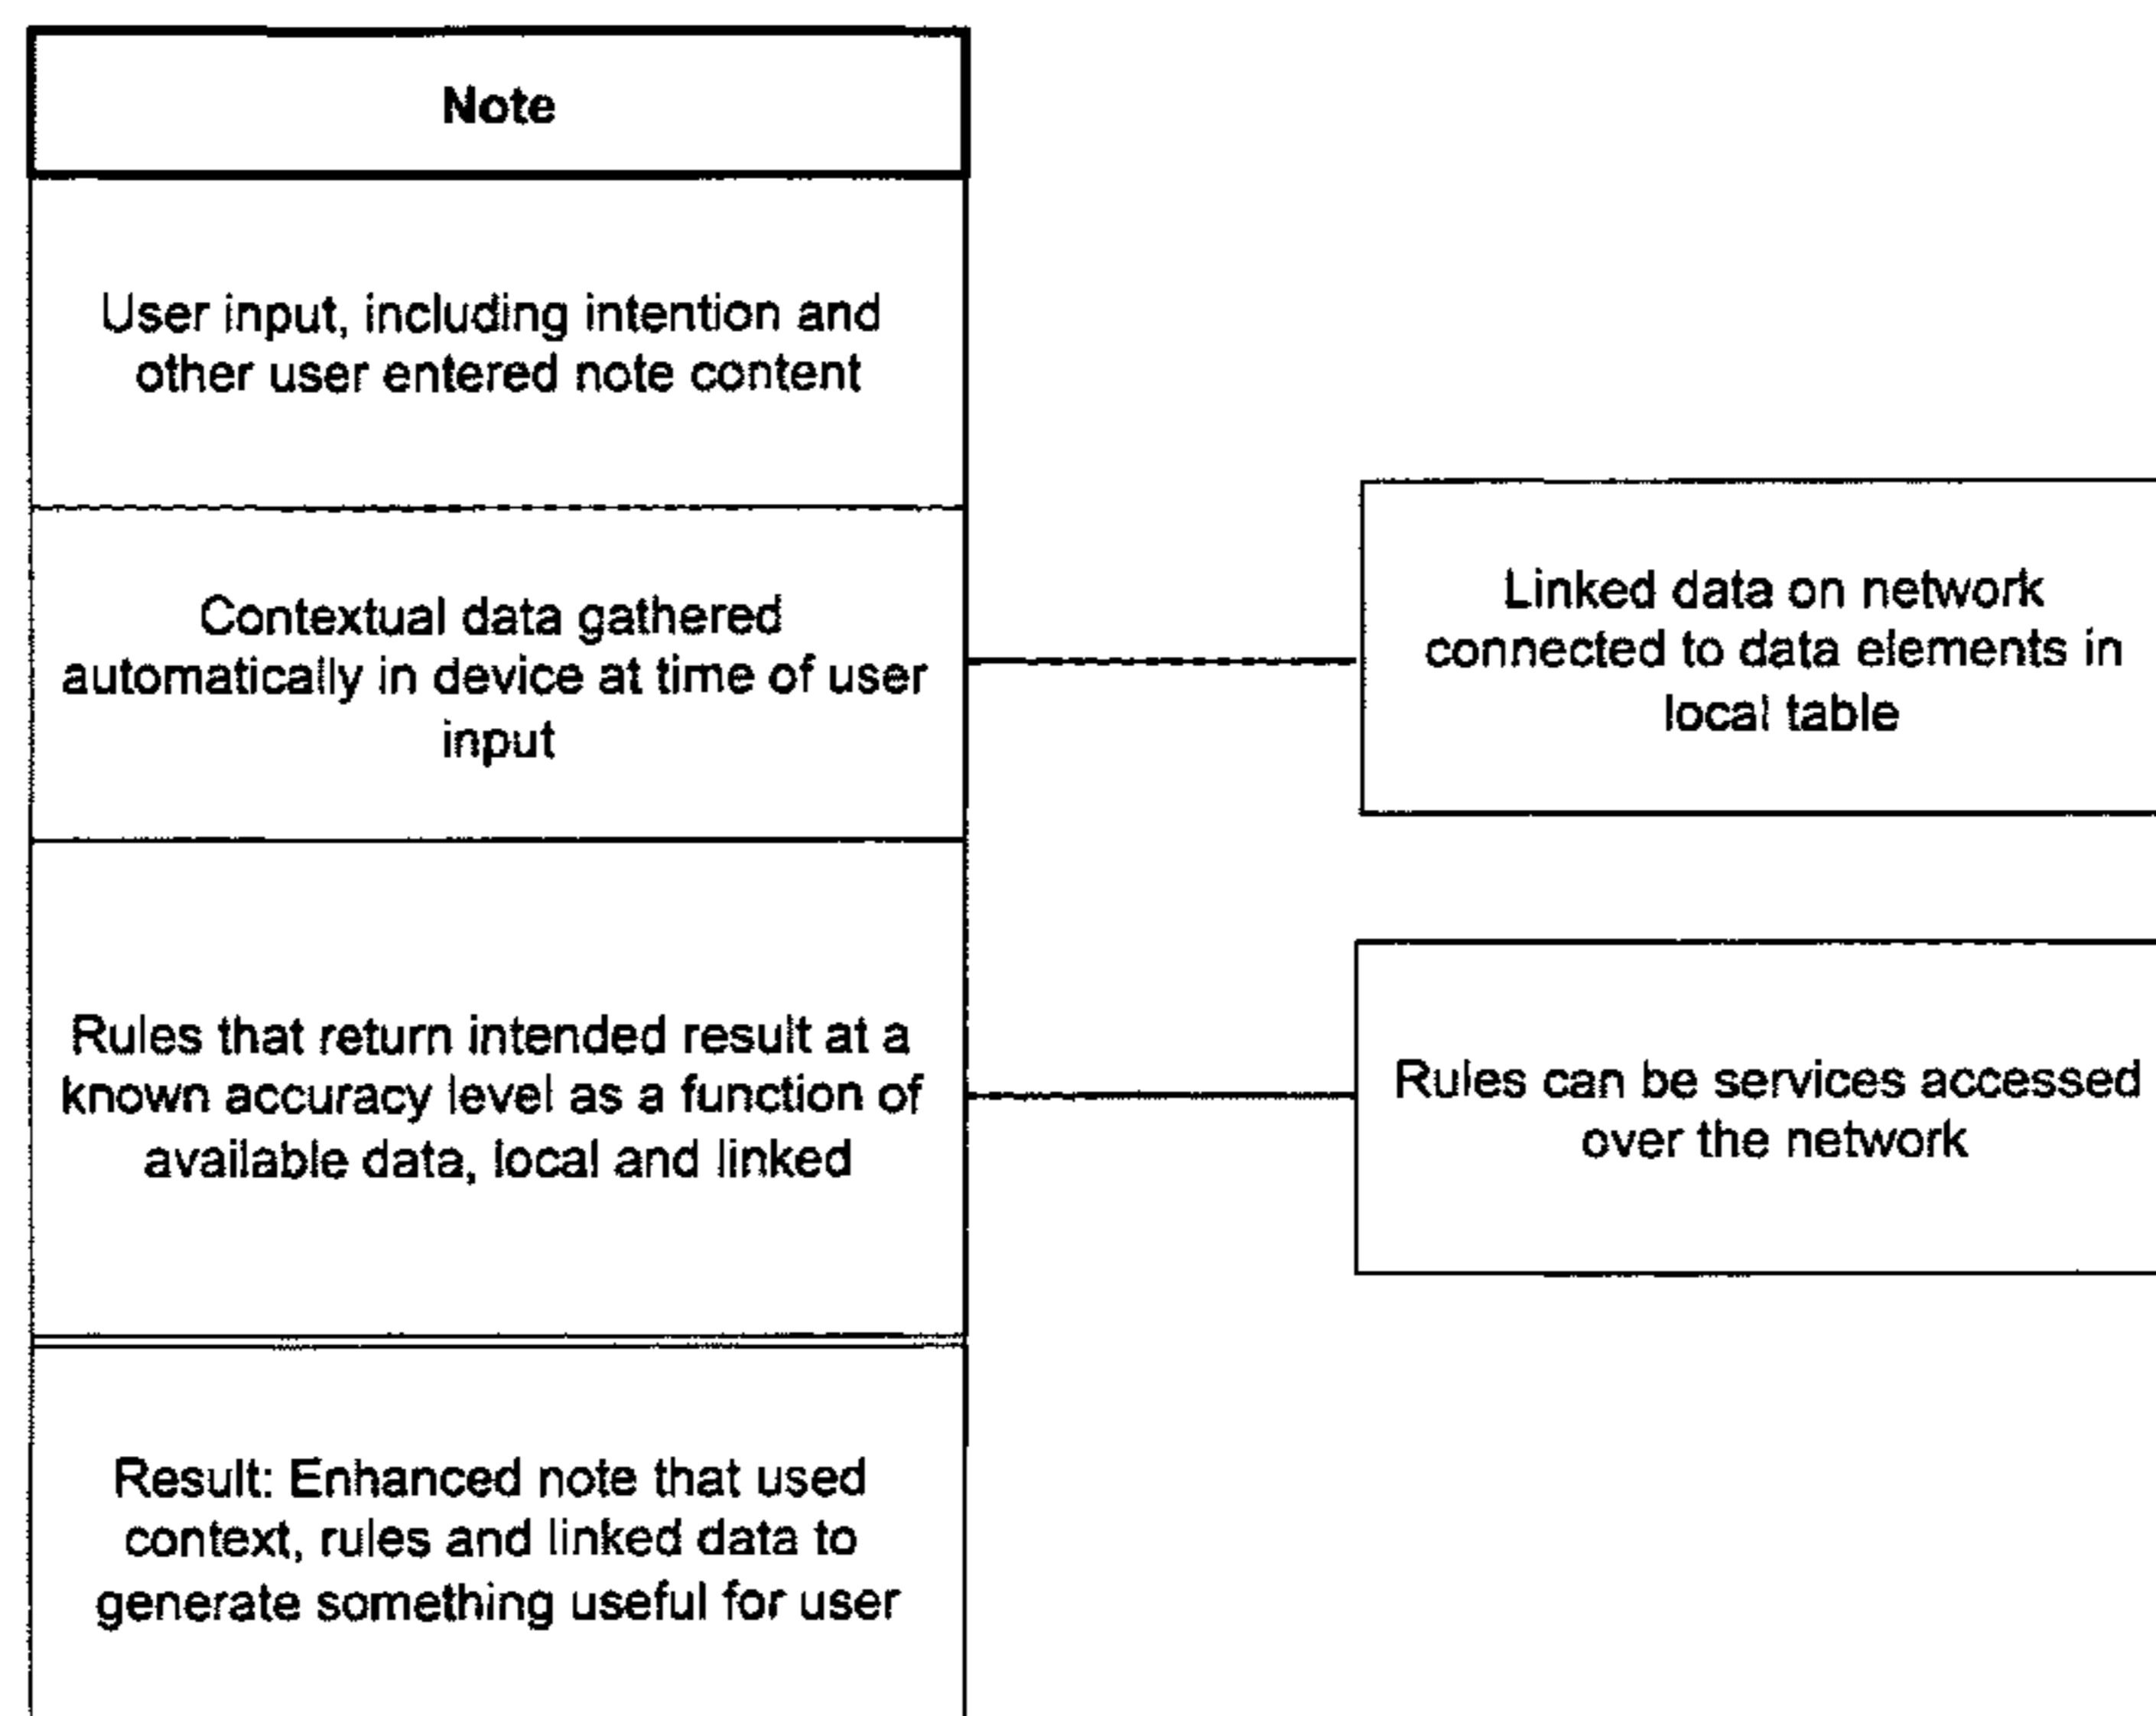 Note
User input, including intention and
other user entered note content
Contextual data gathered
automatically in device at time of user
input
Linked data on network
connected to data elements in
local table
Rules that return intended result at a
known accuracy level as a function of
available data, local and linked
Rules can be services accessed
over the network
Result: Enhanced note that used
context, rules and linked data to
generate something useful for user